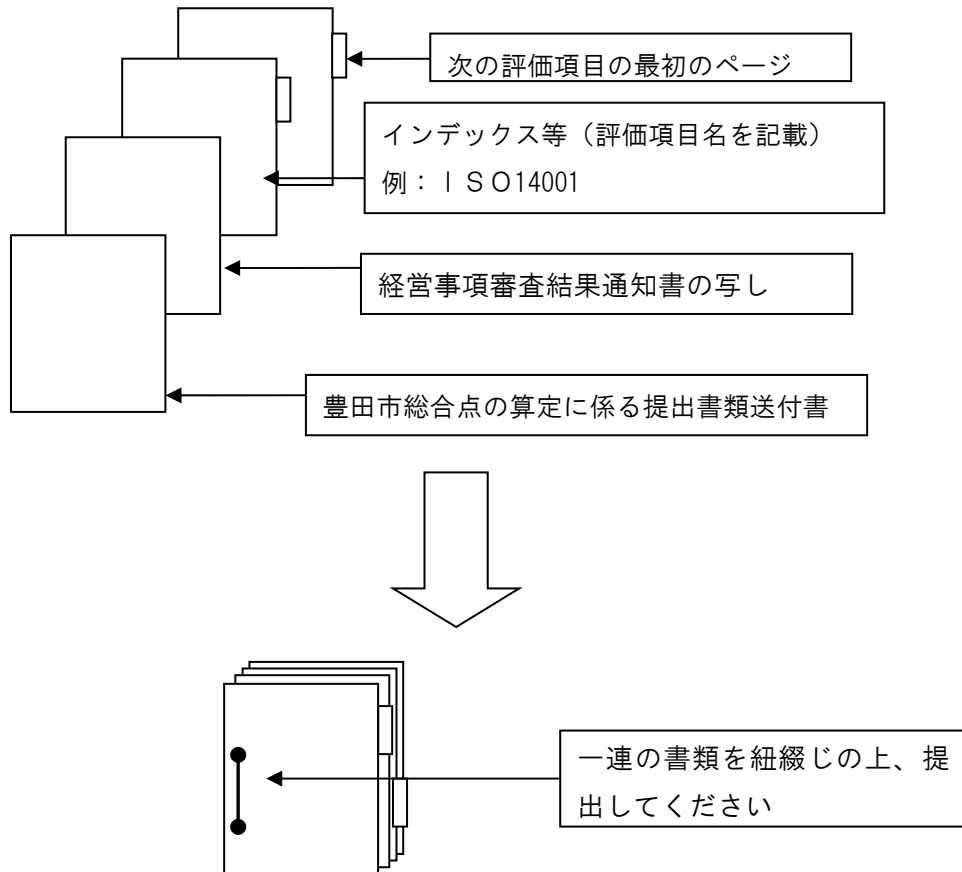 次の評価項目の最初のページ
インデックス等（評価項目名を記載）
例：ＩＳＯ14001
経営事項審査結果通知書の写し
豊田市総合点の算定に係る提出書類送付書
一連の書類を紐綴じの上、提
出してください